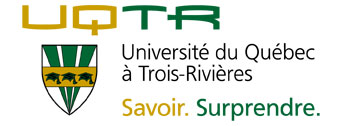 UQTR
Université du Québec
à Trois-Rivières
Savoir. Surprendre.